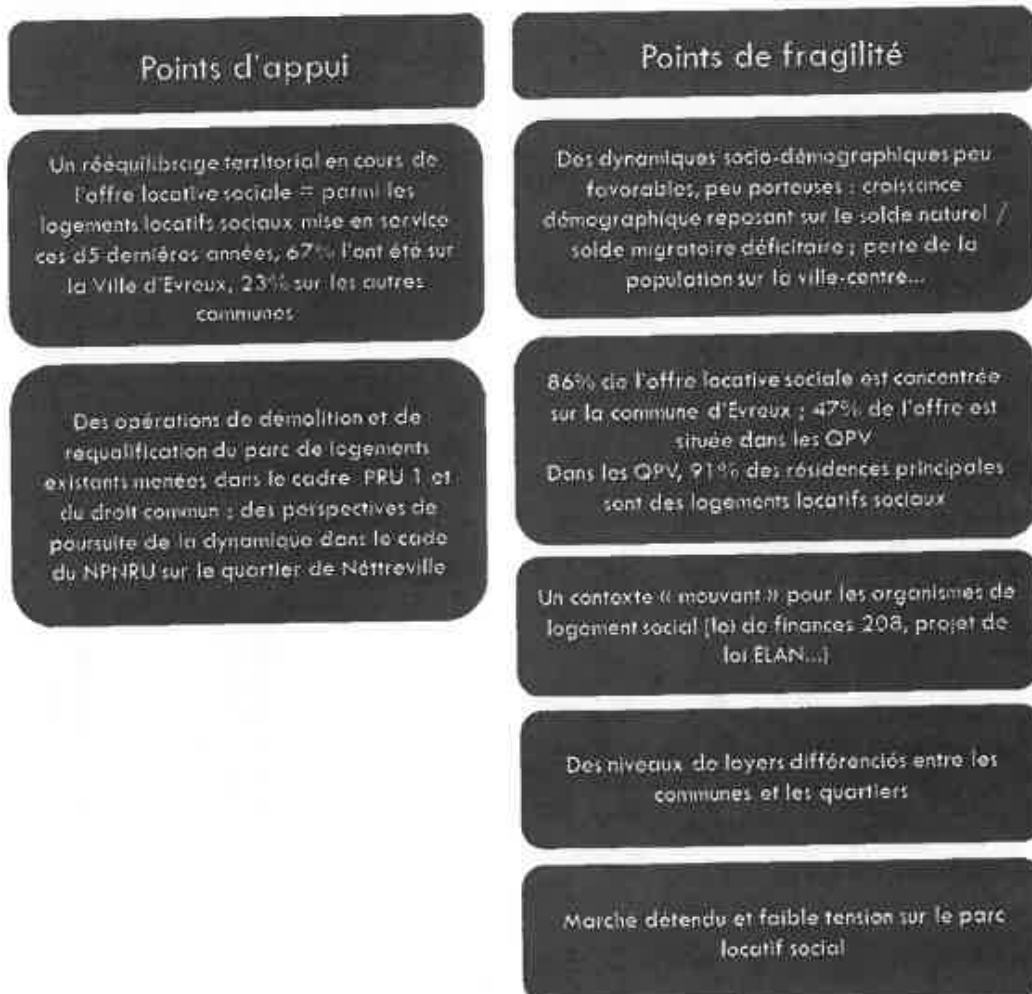 Points d'appui
Un rééquilibrage territorial en cours de
l'offre locative sociale = parmi les
logements locatifs sociaux mise en service
ces d5 dernières années, 67% l'ont été sur
la Ville d'Evreux, 23% sur les autres
communes
Des opérations de démolition et de
requalification du parc de logements
existants menées dans le cadre PRU 1 et
du droit commun ; des perspectives de
poursuite de la dynamique dans le cade
du NPNRU sur le quartier de Néttreville
Points de fragilité
Des dynamiques socio-démographiques peu
favorables, peu porteuses : croissance
démographique reposant sur le solde naturel /
solde migratoire déficitaire ; perte de la
population sur la ville-centre...
86% de l'offre locative sociale est concentrée
sur la commune d'Evreux ; 47% de l'offre est
située dans les QPV
Dans les QPV, 91% des résidences principales
sont des logements locatifs sociaux
Un contexte « mouvant » pour les organismes de
logement social (loi de finances 208, projet de
loi ELAN...)
Des niveaux de loyers différenciés entre les
communes et les quartiers
Marche détendu et faible tension sur le parc
locatif social